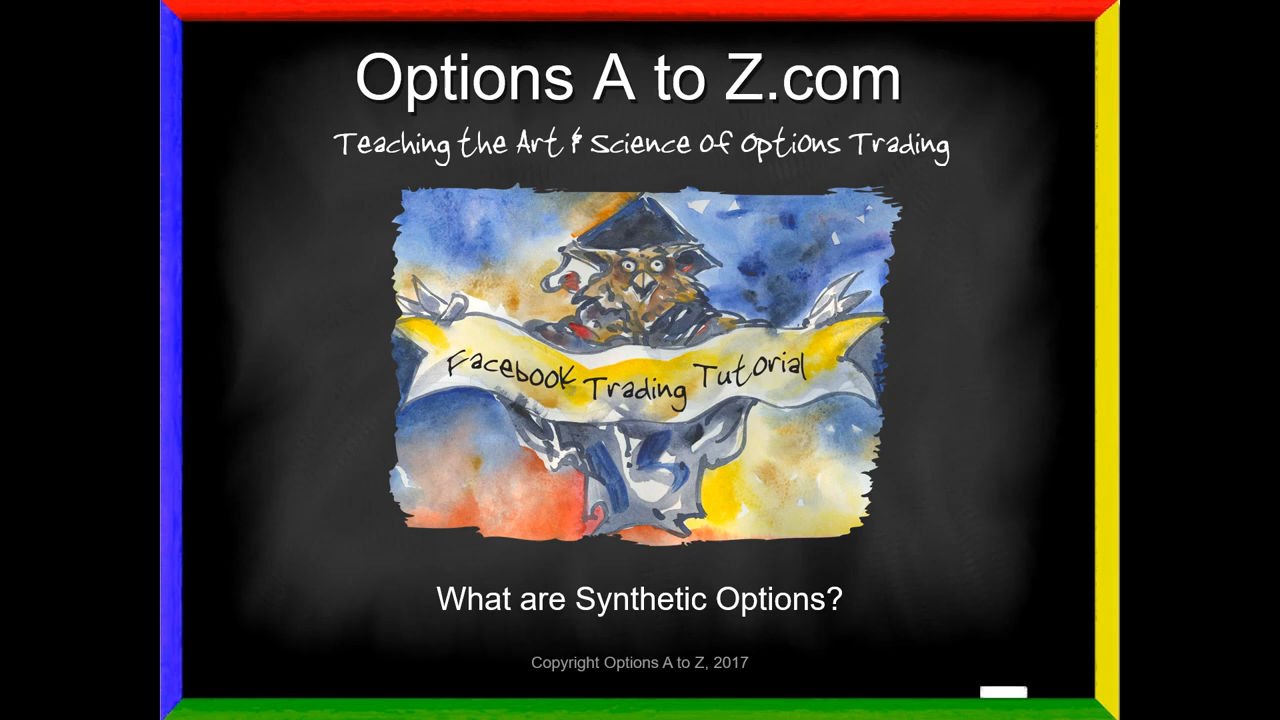 Options A to Z.com
Teaching the Art & Science of Options Trading
Facebook Trading Tutorial
What are Synthetic Options?
Copyright Options A to Z, 2017